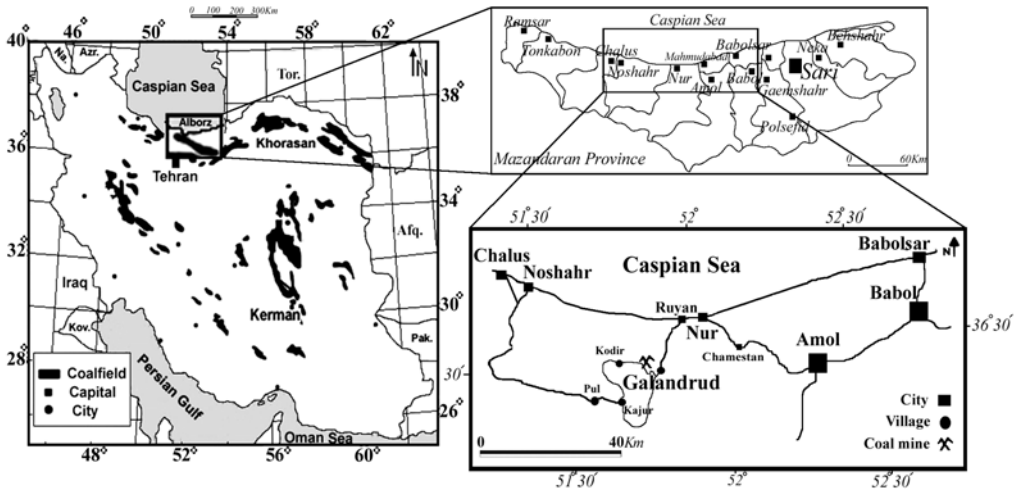 0 100 200 300Km
46 50 54 58 62
40
Na. Azr.
N
Tor.
Caspian Sea
38
Alborz
Khorasan
36
Tehran
34
Afq.
32
Iraq
30
Kerman
Kov.
Pak.
28
Coalfield
Capital
City
Persian Gulf
26
Oman Sea
48 52 56 60
Ramsar
Tonkabon
Caspian Sea
Behshahr
Chalus
Noshahr
Mahmudabad
Babolsar
Neka
Nur
Amol
Babol
Sari
Gaemshahr
Polsefid
Mazandaran Province
0 60Km
51 30 52 52 30
Chalus
Noshahr
Caspian Sea
Babolsar
N
Babol
Ruyan
Nur
36 30
Amol
Chamestan
Kodir
Galandrud
30
Pul
Kajur
City
Village
Coal mine
0 40Km
51 30 52 52 30